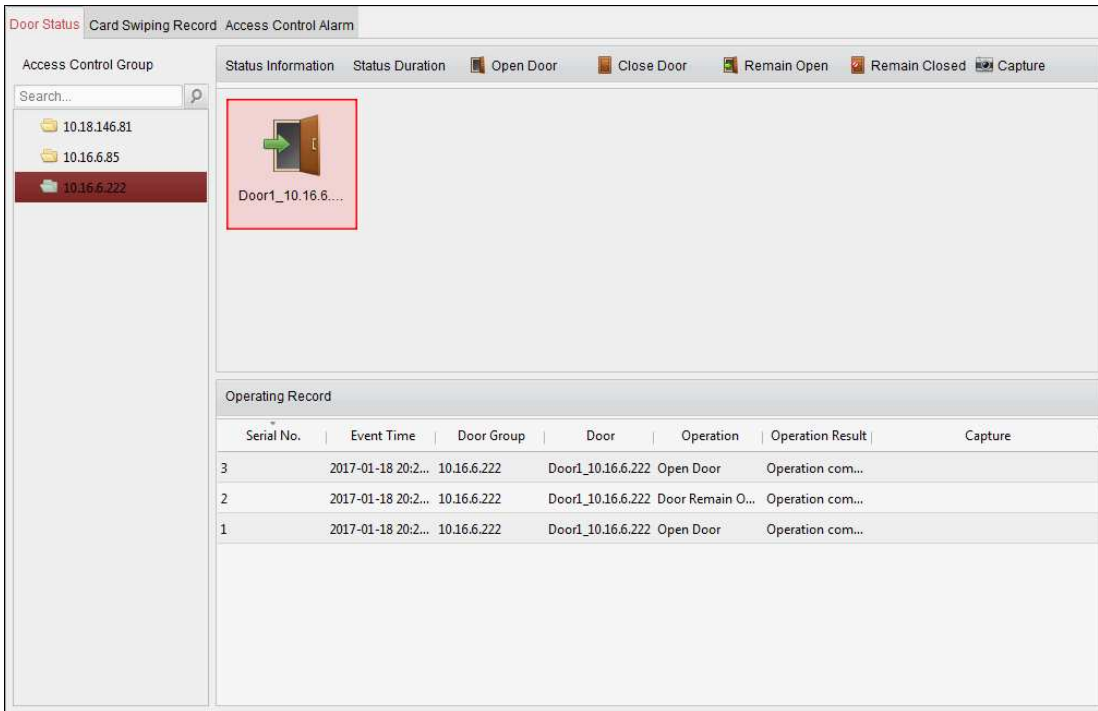 Door Status Card Swiping Record Access Control Alarm
Access Control Group
Search...
10.18.146.81
10.16.6.85
10.16.6.222
Status Information Status Duration Open Door Close Door Remain Open Remain Closed Capture
Door1_10.16.6....
Operating Record
Serial No. Event Time Door Group Door Operation Operation Result Capture
3 2017-01-18 20:2... 10.16.6.222 Door1_10.16.6.222 Open Door Operation com...
2 2017-01-18 20:2... 10.16.6.222 Door1_10.16.6.222 Door Remain O... Operation com...
1 2017-01-18 20:2... 10.16.6.222 Door1_10.16.6.222 Open Door Operation com...